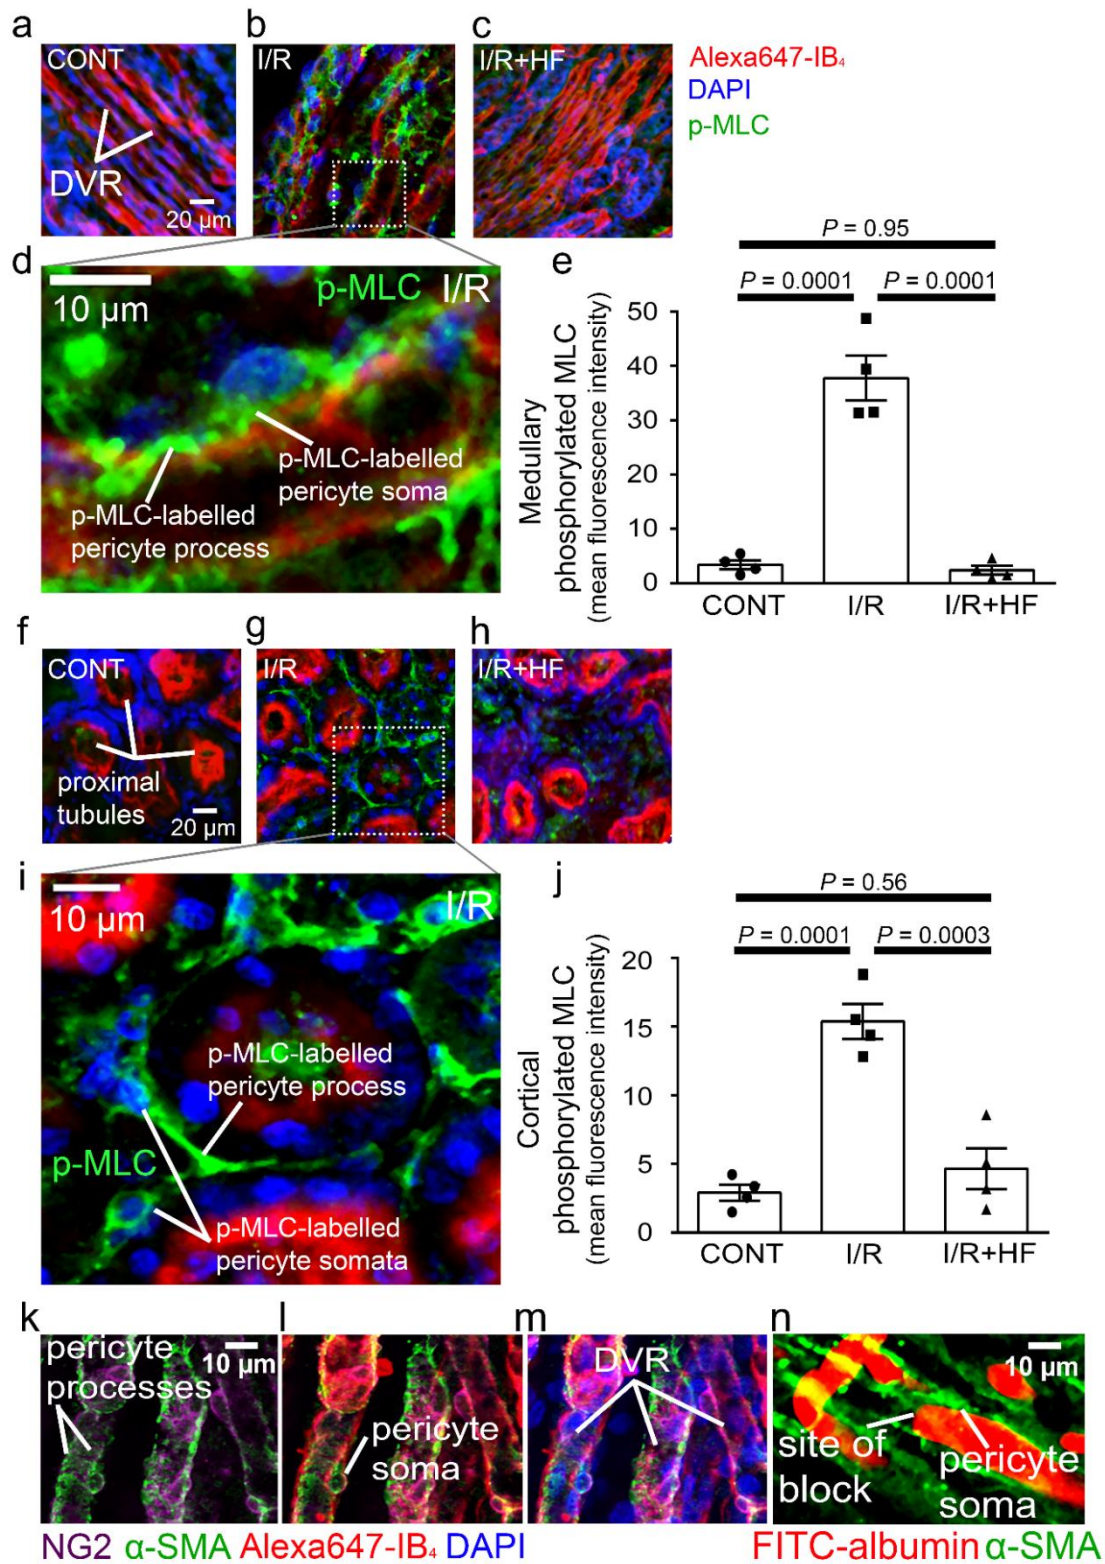 a
CONT
DVR
20 µm
b
I/R
c
I/R+HF
Alexa647-IB₄
DAPI
p-MLC
d
10 µm
p-MLC I/R
p-MLC-labelled
pericyte soma
p-MLC-labelled
pericyte process
e
P = 0.95
P = 0.0001
P = 0.0001
Medullary
phosphorylated MLC
(mean fluorescence intensity)
50
40
30
20
10
0
CONT
I/R
I/R+HF
f
CONT
proximal
tubules
20 µm
g
I/R
h
I/R+HF
i
10 µm
I/R
p-MLC-labelled
pericyte process
p-MLC
p-MLC-labelled
pericyte somata
j
P = 0.56
P = 0.0001
P = 0.0003
Cortical
phosphorylated MLC
(mean fluorescence intensity)
20
15
10
5
0
CONT
I/R
I/R+HF
k
pericyte
processes
10 µm
l
pericyte
soma
m
DVR
n
10 µm
site of
block
pericyte
soma
NG2 α-SMA Alexa647-IB₄ DAPI
FITC-albumin α-SMA